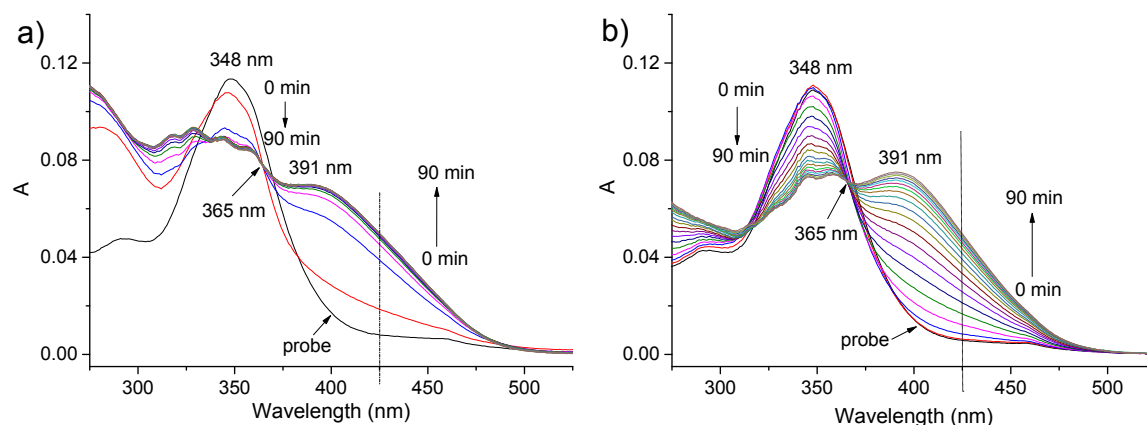 a)
348 nm
0 min
90 min
391 nm
365 nm
90 min
0 min
probe
0.12
0.08
0.04
0.00
A
300 350 400 450 500
Wavelength (nm)
b)
348 nm
0 min
90 min
391 nm
365 nm
90 min
0 min
probe
0.12
0.08
0.04
0.00
A
300 350 400 450 500
Wavelength (nm)